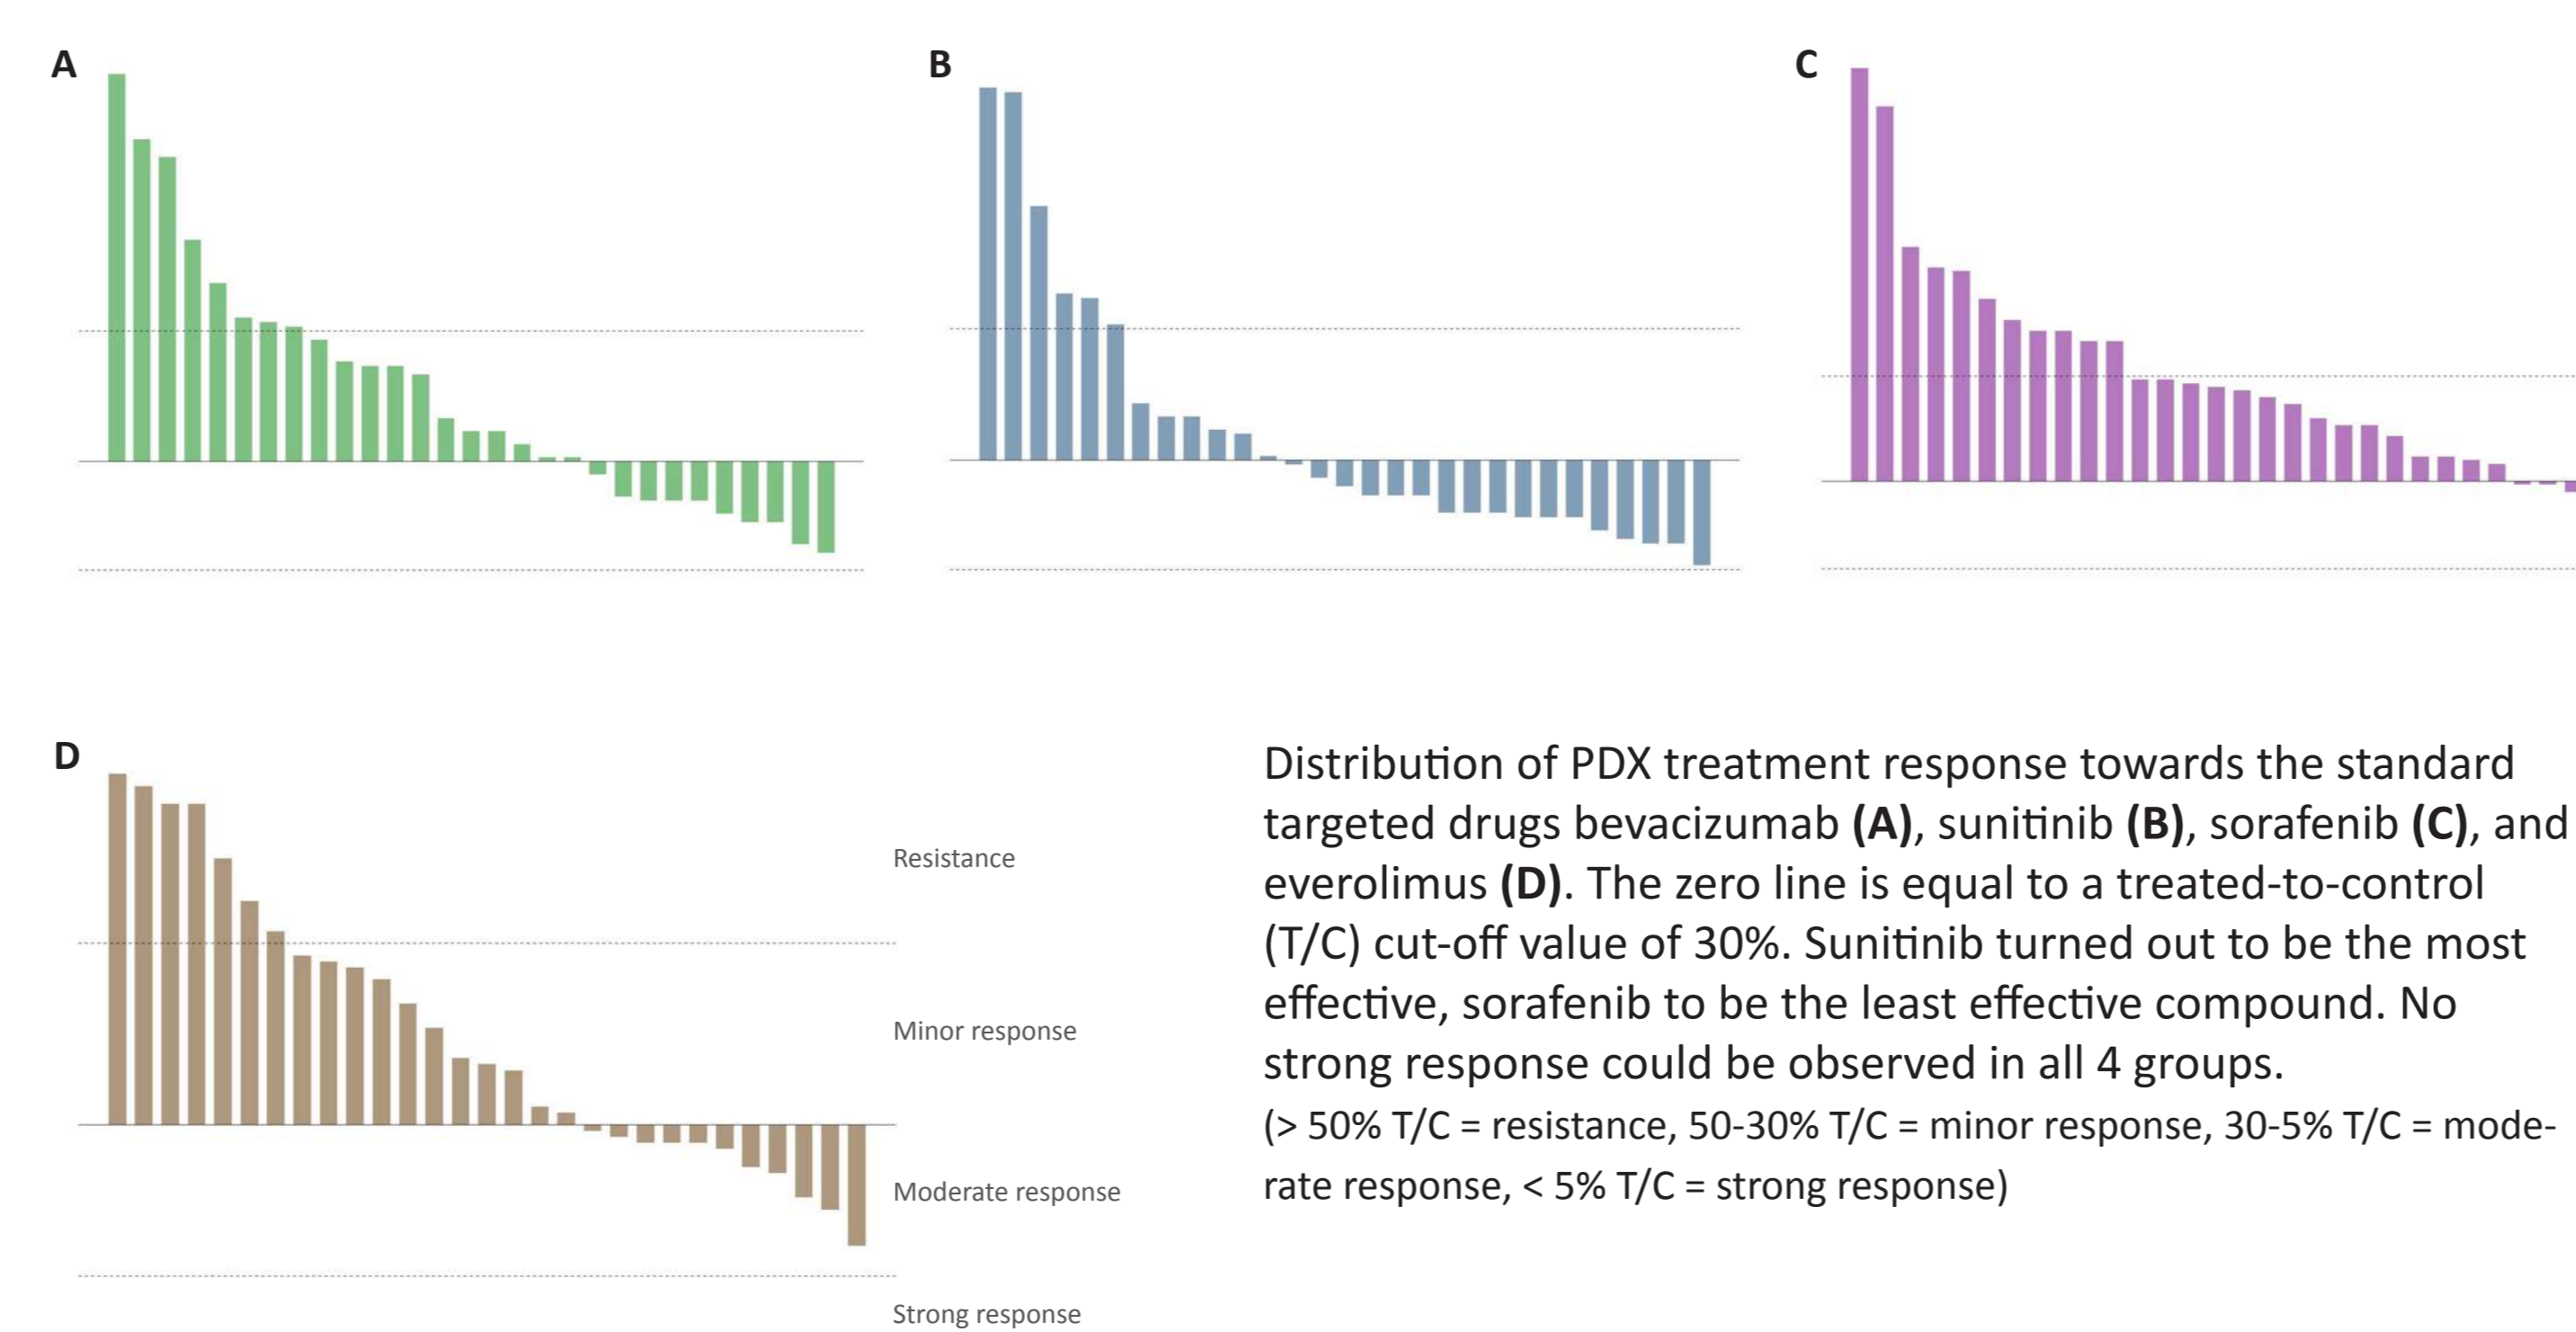 A
B
C
D
Resistance
Minor response
Moderate response
Strong response
Distribution of PDX treatment response towards the standard
targeted drugs bevacizumab (A), sunitinib (B), sorafenib (C), and
everolimus (D). The zero line is equal to a treated-to-control
(T/C) cut-off value of 30%. Sunitinib turned out to be the most
effective, sorafenib to be the least effective compound. No
strong response could be observed in all 4 groups.
(> 50% T/C = resistance, 50-30% T/C = minor response, 30-5% T/C = mode-
rate response, < 5% T/C = strong response)